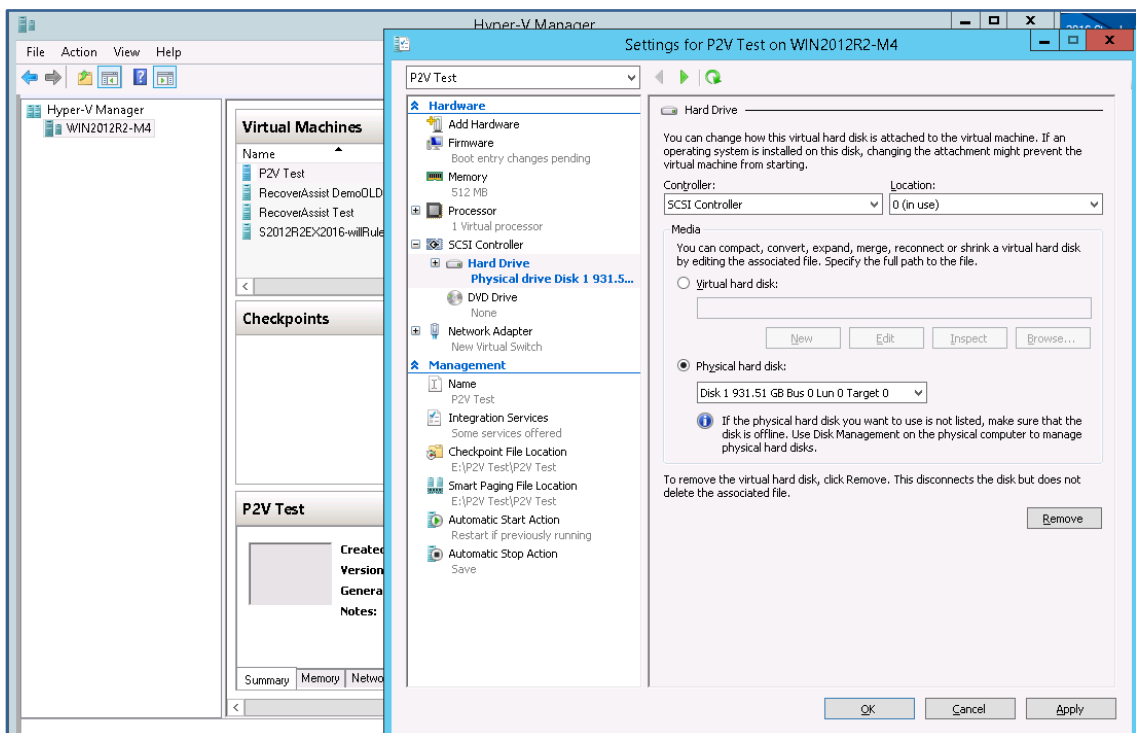 Hyper-V Manager
File Action View Help
Hyper-V Manager
WIN2012R2-M4
Virtual Machines
Name
P2V Test
RecoverAssist DemoOLD
RecoverAssist Test
S2012R2EX2016-willRule
Checkpoints
P2V Test
Created
Version
Genera
Notes:
Summary Memory Netwo
Settings for P2V Test on WIN2012R2-M4
P2V Test
Hardware
Add Hardware
Firmware
Boot entry changes pending
Memory
512 MB
Processor
1 Virtual processor
SCSI Controller
Hard Drive
Physical drive Disk 1 931.5...
DVD Drive
None
Network Adapter
New Virtual Switch
Management
Name
P2V Test
Integration Services
Some services offered
Checkpoint File Location
E:\P2V Test\P2V Test
Smart Paging File Location
E:\P2V Test\P2V Test
Automatic Start Action
Restart if previously running
Automatic Stop Action
Save
Hard Drive
You can change how this virtual hard disk is attached to the virtual machine. If an
operating system is installed on this disk, changing the attachment might prevent the
virtual machine from starting.
Controller: Location:
SCSI Controller 0 (in use)
Media
You can compact, convert, expand, merge, reconnect or shrink a virtual hard disk
by editing the associated file. Specify the full path to the file.
Virtual hard disk:
New Edit Inspect Browse...
Physical hard disk:
Disk 1 931.51 GB Bus 0 Lun 0 Target 0
If the physical hard disk you want to use is not listed, make sure that the
disk is offline. Use Disk Management on the physical computer to manage
physical hard disks.
To remove the virtual hard disk, click Remove. This disconnects the disk but does not
delete the associated file.
Remove
OK Cancel Apply